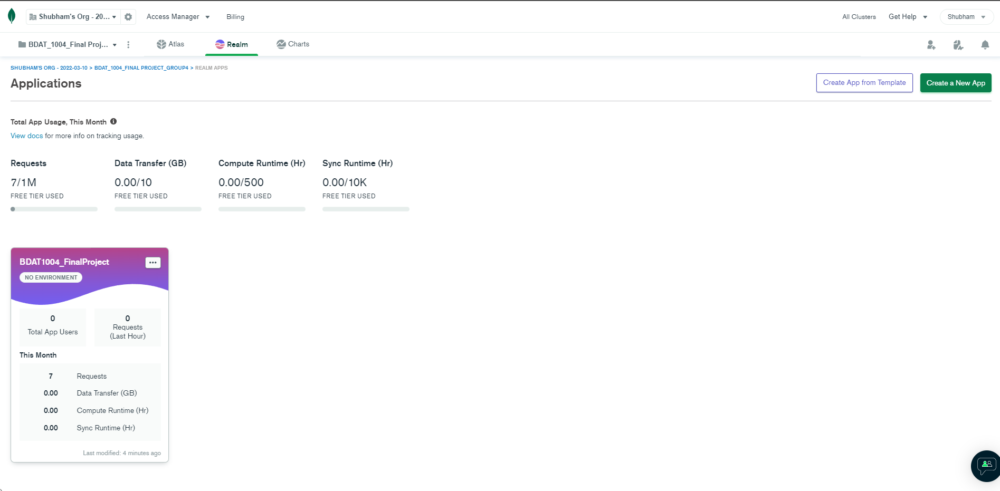 Shubham's Org - 20...
Access Manager
Billing
All Clusters
Get Help
Shubham
BDAT_1004_Final Proj...
Atlas
Realm
Charts
SHUBHAM'S ORG - 2022-03-10 > BDAT_1004_FINAL PROJECT_GROUP4 > REALM APPS
Applications
Create App from Template
Create a New App
Total App Usage, This Month
View docs for more info on tracking usage.
Requests
7/1M
FREE TIER USED
Data Transfer (GB)
0.00/10
FREE TIER USED
Compute Runtime (Hr)
0.00/500
FREE TIER USED
Sync Runtime (Hr)
0.00/10K
FREE TIER USED
BDAT1004_FinalProject
NO ENVIRONMENT
0
Total App Users
0
Requests
(Last Hour)
This Month
7 Requests
0.00 Data Transfer (GB)
0.00 Compute Runtime (Hr)
0.00 Sync Runtime (Hr)
Last modified: 4 minutes ago